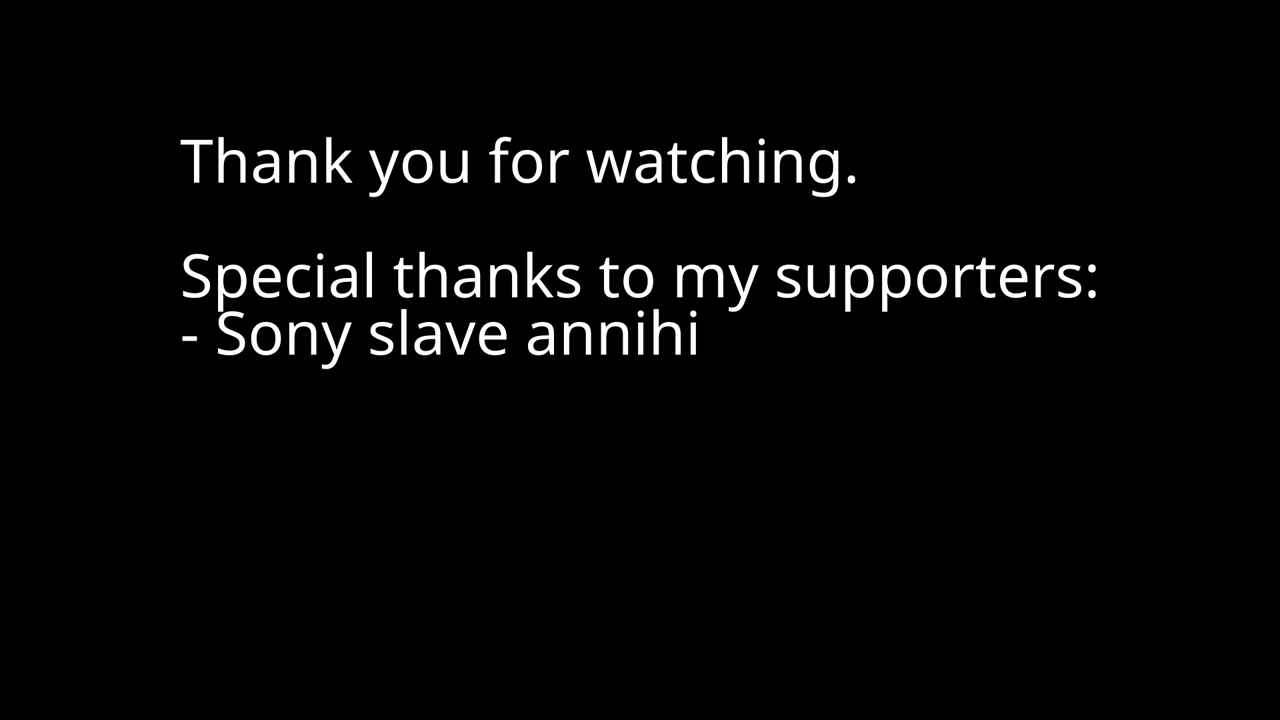 Thank you for watching.
Special thanks to my supporters:
- Sony slave annihi